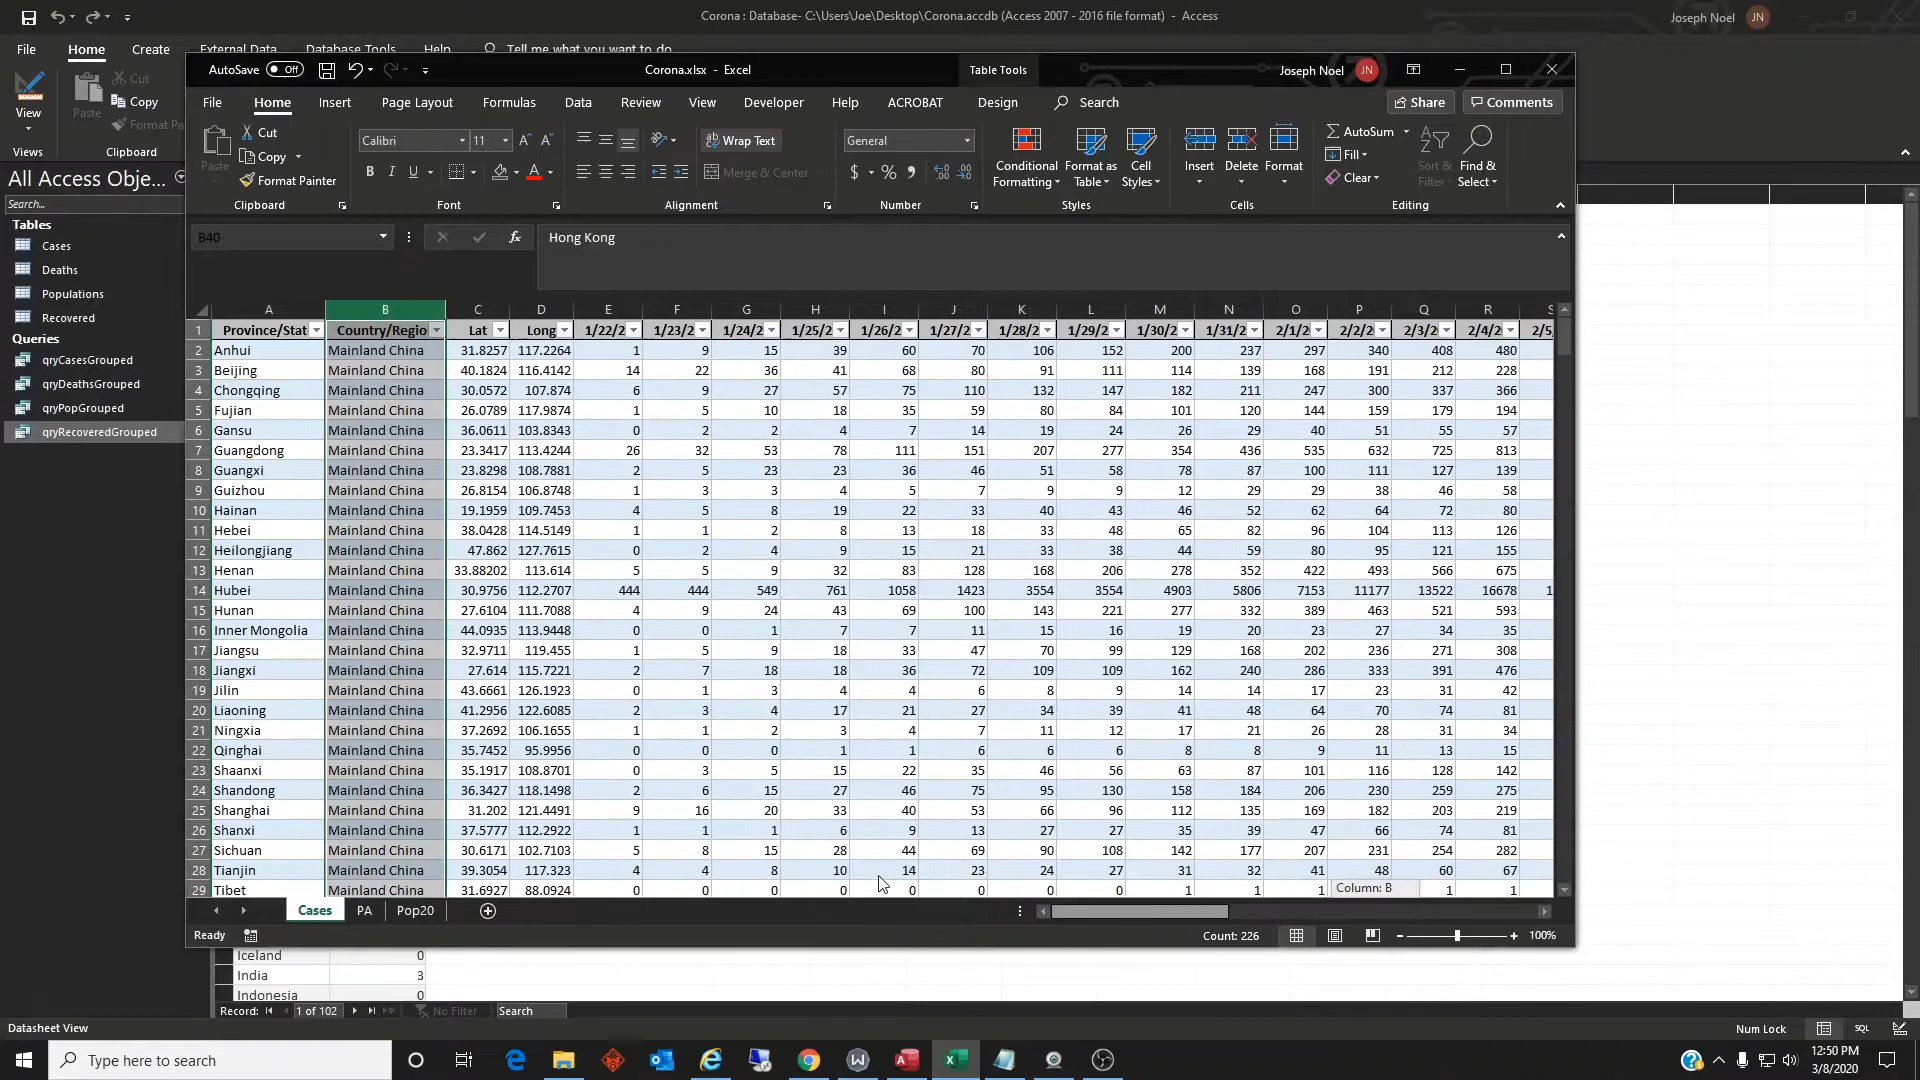 Corona : Database- C:\Users\Joe\Desktop\Corona.accdb (Access 2007 - 2016 file format) - Access
Joseph Noel JN
File Home Create External Data Database Tools Help Tell me what you want to do
View
Views
Paste
Cut
Copy
Format Pa
Clipboard
All Access Obje...
Search...
Tables
Cases
Deaths
Populations
Recovered
Queries
qryCasesGrouped
qryDeathsGrouped
qryPopGrouped
qryRecoveredGrouped
AutoSave Off Corona.xlsx - Excel Table Tools Joseph Noel JN
File Home Insert Page Layout Formulas Data Review View Developer Help ACROBAT Design Search Share Comments
Paste
Cut
Copy
Format Painter
Clipboard
Calibri 11
B I U
Font
Wrap Text
Merge & Center
Alignment
General
$ % 9
Number
Conditional Formatting
Format as Table
Cell Styles
Styles
Insert Delete Format
Cells
AutoSum
Fill
Clear
Sort & Filter
Find & Select
Editing
B40 fx Hong Kong
A B C D E F G H I J K L M N O P Q R S
1 Province/Stat Country/Regio Lat Long 1/22/2 1/23/2 1/24/2 1/25/2 1/26/2 1/27/2 1/28/2 1/29/2 1/30/2 1/31/2 2/1/2 2/2/2 2/3/2 2/4/2 2/5/
2 Anhui Mainland China 31.8257 117.2264 1 9 15 39 60 70 106 152 200 237 297 340 408 480
3 Beijing Mainland China 40.1824 116.4142 14 22 36 41 68 80 91 111 114 139 168 191 212 228
4 Chongqing Mainland China 30.0572 107.874 6 9 27 57 75 110 132 147 182 211 247 300 337 366
5 Fujian Mainland China 26.0789 117.9874 1 5 10 18 35 59 80 84 101 120 144 159 179 194
6 Gansu Mainland China 36.0611 103.8343 0 2 2 4 7 14 19 24 26 29 40 51 55 57
7 Guangdong Mainland China 23.3417 113.4244 26 32 53 78 111 151 207 277 354 436 535 632 725 813
8 Guangxi Mainland China 23.8298 108.7881 2 5 23 23 36 46 51 58 78 87 100 111 127 139
9 Guizhou Mainland China 26.8154 106.8748 1 3 3 4 5 7 9 9 12 29 29 38 46 58
10 Hainan Mainland China 19.1959 109.7453 4 5 8 19 22 33 40 43 46 52 62 64 72 80
11 Hebei Mainland China 38.0428 114.5149 1 1 2 8 13 18 33 48 65 82 96 104 113 126
12 Heilongjiang Mainland China 47.862 127.7615 0 2 4 9 15 21 33 38 44 59 80 95 121 155
13 Henan Mainland China 33.88202 113.614 5 5 9 32 83 128 168 206 278 352 422 493 566 675
14 Hubei Mainland China 30.9756 112.2707 444 444 549 761 1058 1423 3554 3554 4903 5806 7153 11177 13522 16678 1
15 Hunan Mainland China 27.6104 111.7088 4 9 24 43 69 100 143 221 277 332 389 463 521 593
16 Inner Mongolia Mainland China 44.0935 113.9448 0 0 1 7 7 11 15 16 19 20 23 27 34 35
17 Jiangsu Mainland China 32.9711 119.455 1 5 9 18 33 47 70 99 129 168 202 236 271 308
18 Jiangxi Mainland China 27.614 115.7221 2 7 18 18 36 72 109 109 162 240 286 333 391 476
19 Jilin Mainland China 43.6661 126.1923 0 1 3 4 4 6 8 9 14 14 17 23 31 42
20 Liaoning Mainland China 41.2956 122.6085 2 3 4 17 21 27 34 39 41 48 64 70 74 81
21 Ningxia Mainland China 37.2692 106.1655 1 1 2 3 4 7 11 12 17 21 26 28 31 34
22 Qinghai Mainland China 35.7452 95.9956 0 0 0 1 1 6 6 6 8 8 9 11 13 15
23 Shaanxi Mainland China 35.1917 108.8701 0 3 5 15 22 35 46 56 63 87 101 116 128 142
24 Shandong Mainland China 36.3427 118.1498 2 6 15 27 46 75 95 130 158 184 206 230 259 275
25 Shanghai Mainland China 31.202 121.4491 9 16 20 33 40 53 66 96 112 135 169 182 203 219
26 Shanxi Mainland China 37.5777 112.2922 1 1 1 6 9 13 27 27 35 39 47 66 74 81
27 Sichuan Mainland China 30.6171 102.7103 5 8 15 28 44 69 90 108 142 177 207 231 254 282
28 Tianjin Mainland China 39.3054 117.323 4 4 8 10 14 23 24 27 31 32 41 48 60 67
29 Tibet Mainland China 31.6927 88.0924 0 0 0 0 0 0 0 0 1 1 1 1 1
Column: B
Cases PA Pop20
Ready Count: 226 100%
Iceland 0
India 3
Indonesia 0
Record: 1 of 102 No Filter Search
Datasheet View Num Lock SQL
Type here to search
12:50 PM
3/8/2020